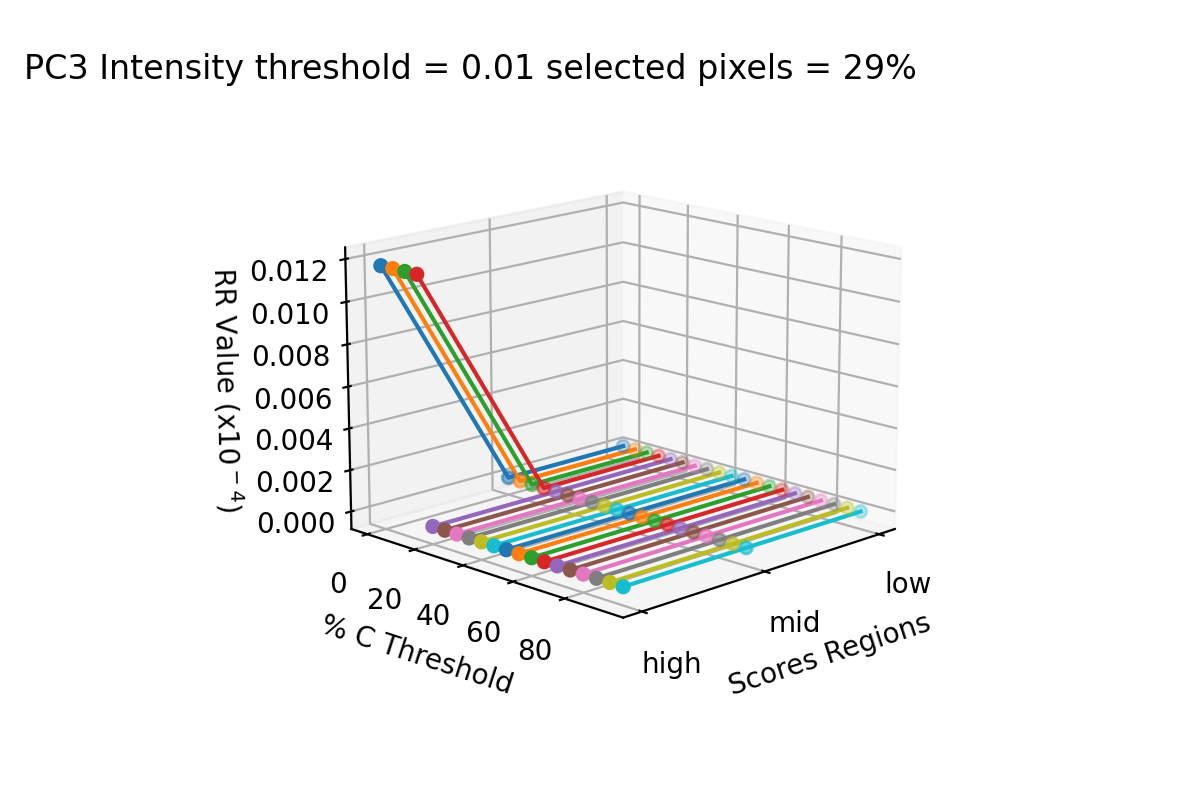 PC3 Intensity threshold = 0.01 selected pixels = 29%
0.012
0.010
0.008
0.006
0.004
0.002
0.000
RR Value (x10⁻⁴)
0
20
40
60
80
% C Threshold
high
mid
low
Scores Regions